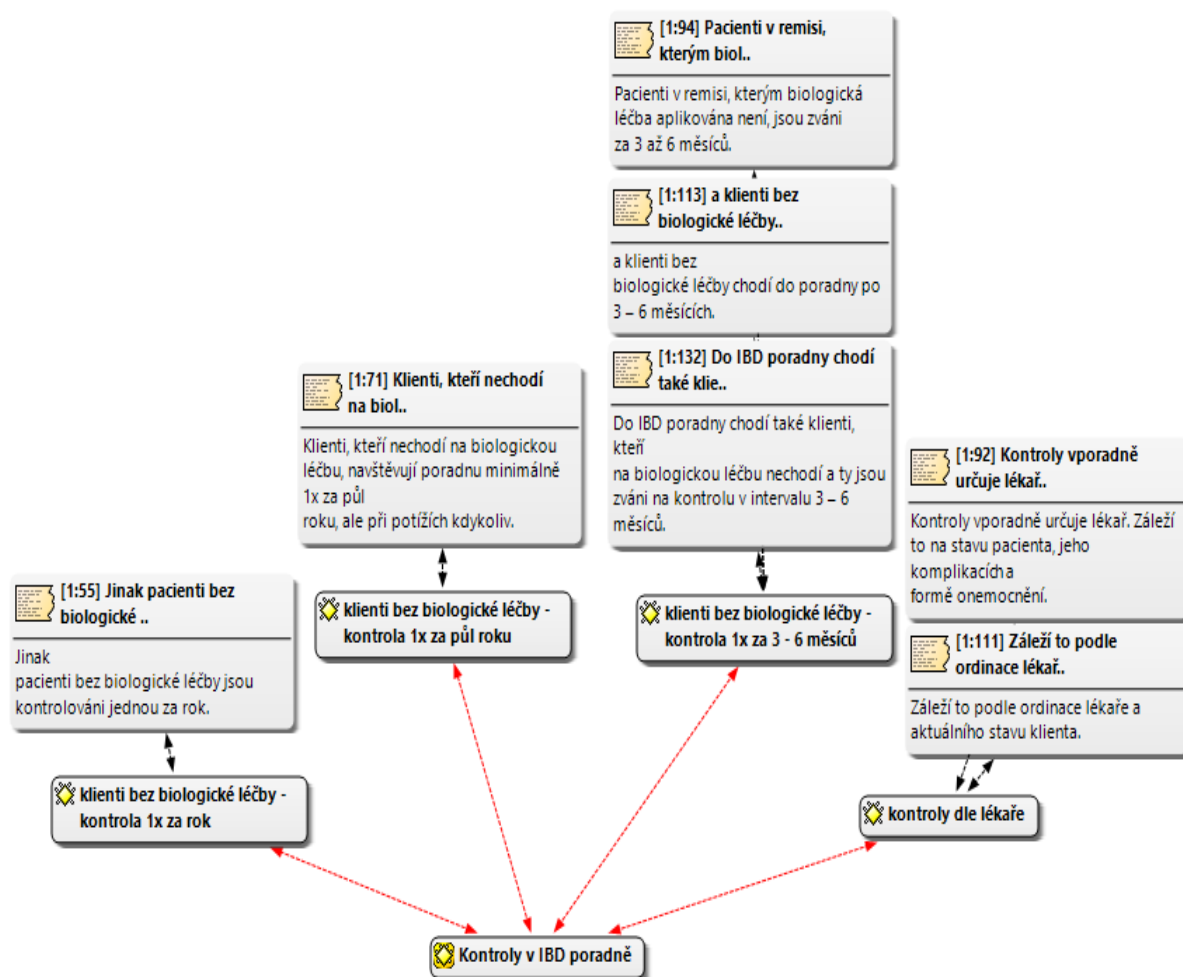 [1:94] Pacienti v remisi,
kterým biol..
Pacienti v remisi, kterým biologická
léčba aplikována není, jsou zváni
za 3 až 6 měsíců.
[1:113] a klienti bez
biologické léčby..
a klienti bez
biologické léčby chodí do poradny po
3 – 6 měsících.
[1:132] Do IBD poradny chodí
také klie..
Do IBD poradny chodí také klienti,
kteří
na biologickou léčbu nechodí a ty jsou
zváni na kontrolu v intervalu 3 – 6
měsíců.
klienti bez biologické léčby -
kontrola 1x za 3 - 6 měsíců
[1:71] Klienti, kteří nechodí
na biol..
Klienti, kteří nechodí na biologickou
léčbu, navštěvují poradnu minimálně
1x za půl
roku, ale při potížích kdykoliv.
klienti bez biologické léčby -
kontrola 1x za půl roku
[1:92] Kontroly vporadně
určuje lékař..
Kontroly vporadně určuje lékař. Záleží
to na stavu pacienta, jeho
komplikacích a
formě onemocnění.
[1:111] Záleží to podle
ordinace lékař..
Záleží to podle ordinace lékaře a
aktuálního stavu klienta.
kontroly dle lékaře
[1:55] Jinak pacienti bez
biologické ..
Jinak
pacienti bez biologické léčby jsou
kontrolováni jednou za rok.
klienti bez biologické léčby -
kontrola 1x za rok
Kontroly v IBD poradně